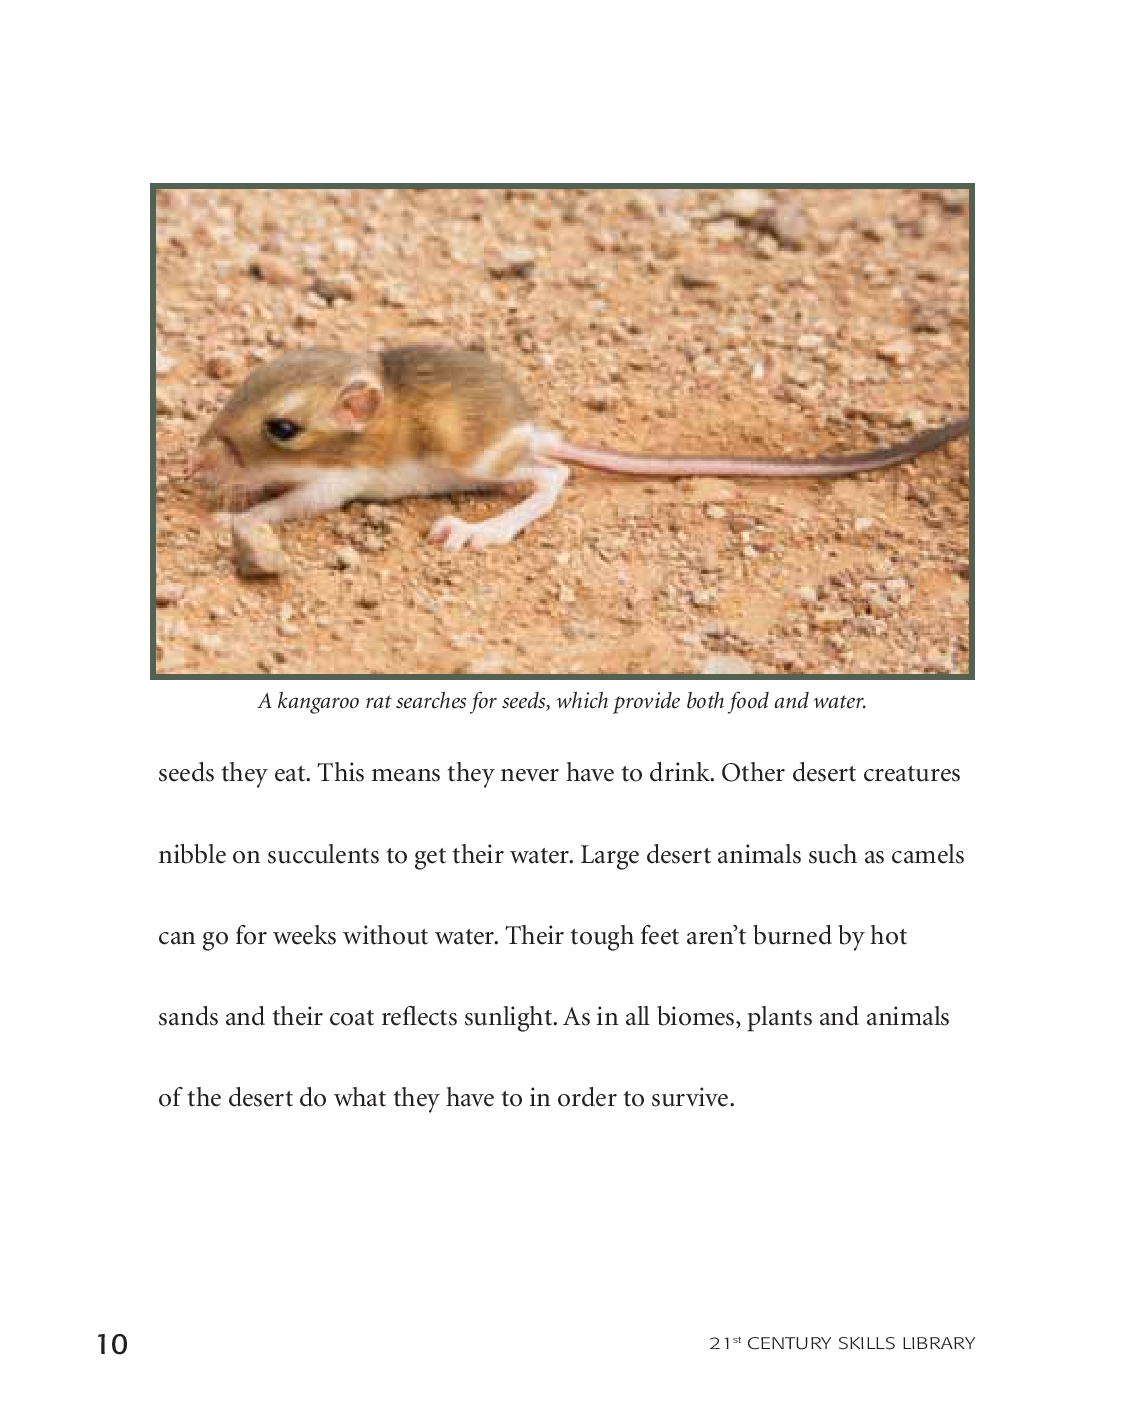 A kangaroo rat searches for seeds, which provide both food and water.
seeds they eat. This means they never have to drink. Other desert creatures
nibble on succulents to get their water. Large desert animals such as camels
can go for weeks without water. Their tough feet aren’t burned by hot
sands and their coat reflects sunlight. As in all biomes, plants and animals
of the desert do what they have to in order to survive.
10
21st CENTURY SKILLS LIBRARY